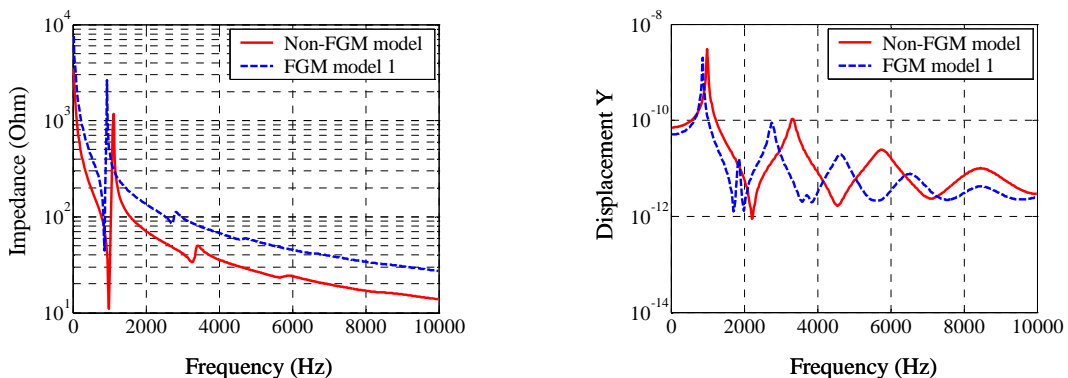 Impedance (Ohm)
10^4
10^3
10^2
10^1
0 2000 4000 6000 8000 10000
Frequency (Hz)
Non-FGM model
FGM model 1
Displacement Y
10^-8
10^-10
10^-12
10^-14
0 2000 4000 6000 8000 10000
Frequency (Hz)
Non-FGM model
FGM model 1